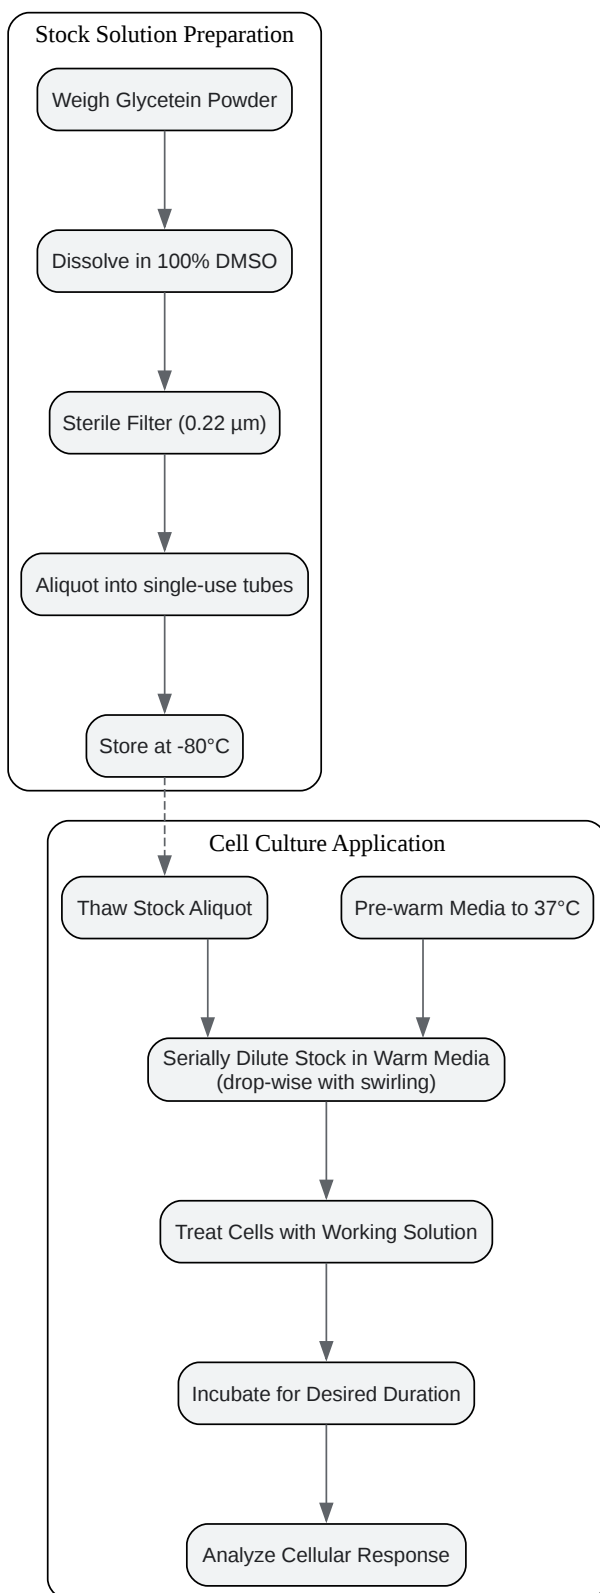 Stock Solution Preparation
Weigh Glycetein Powder
Dissolve in 100% DMSO
Sterile Filter (0.22 µm)
Aliquot into single-use tubes
Store at -80°C
Cell Culture Application
Thaw Stock Aliquot
Pre-warm Media to 37°C
Serially Dilute Stock in Warm Media
(drop-wise with swirling)
Treat Cells with Working Solution
Incubate for Desired Duration
Analyze Cellular Response